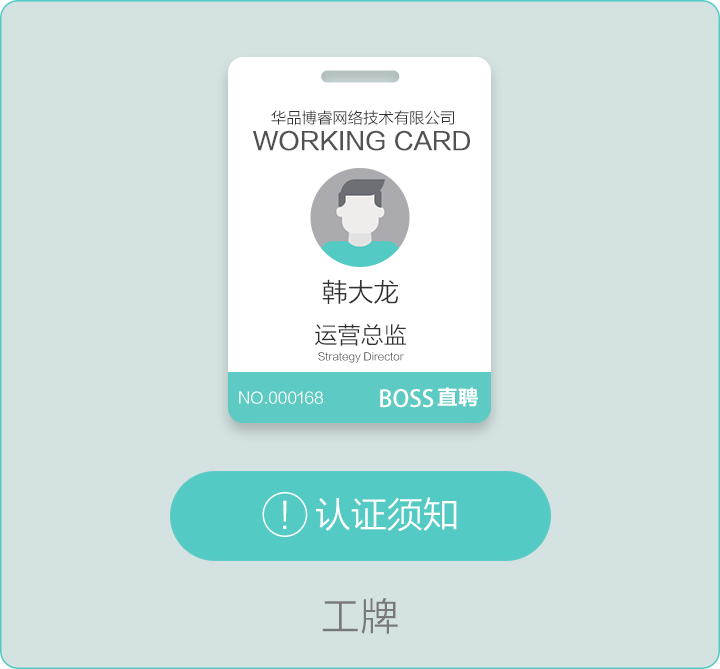 华品博睿网络技术有限公司
WORKING CARD
韩大龙
运营总监
Strategy Director
NO.000168 BOSS直聘
! 认证须知
工牌